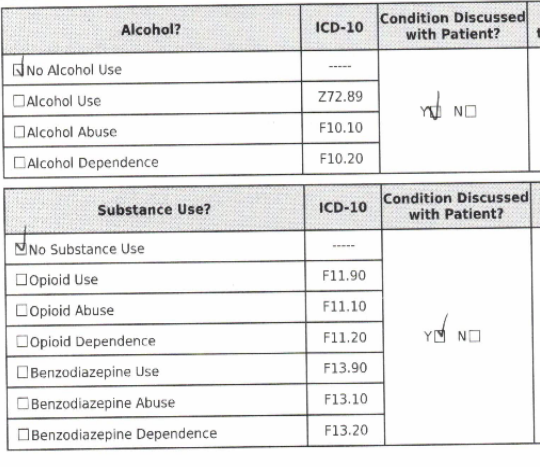 Alcohol? ICD-10 Condition Discussed with Patient?
☑No Alcohol Use -----
☐Alcohol Use Z72.89
Y☑ N☐
☐Alcohol Abuse F10.10
☐Alcohol Dependence F10.20
Substance Use? ICD-10 Condition Discussed with Patient?
☑No Substance Use -----
☐Opioid Use F11.90
☐Opioid Abuse F11.10
☐Opioid Dependence F11.20
Y☑ N☐
☐Benzodiazepine Use F13.90
☐Benzodiazepine Abuse F13.10
☐Benzodiazepine Dependence F13.20